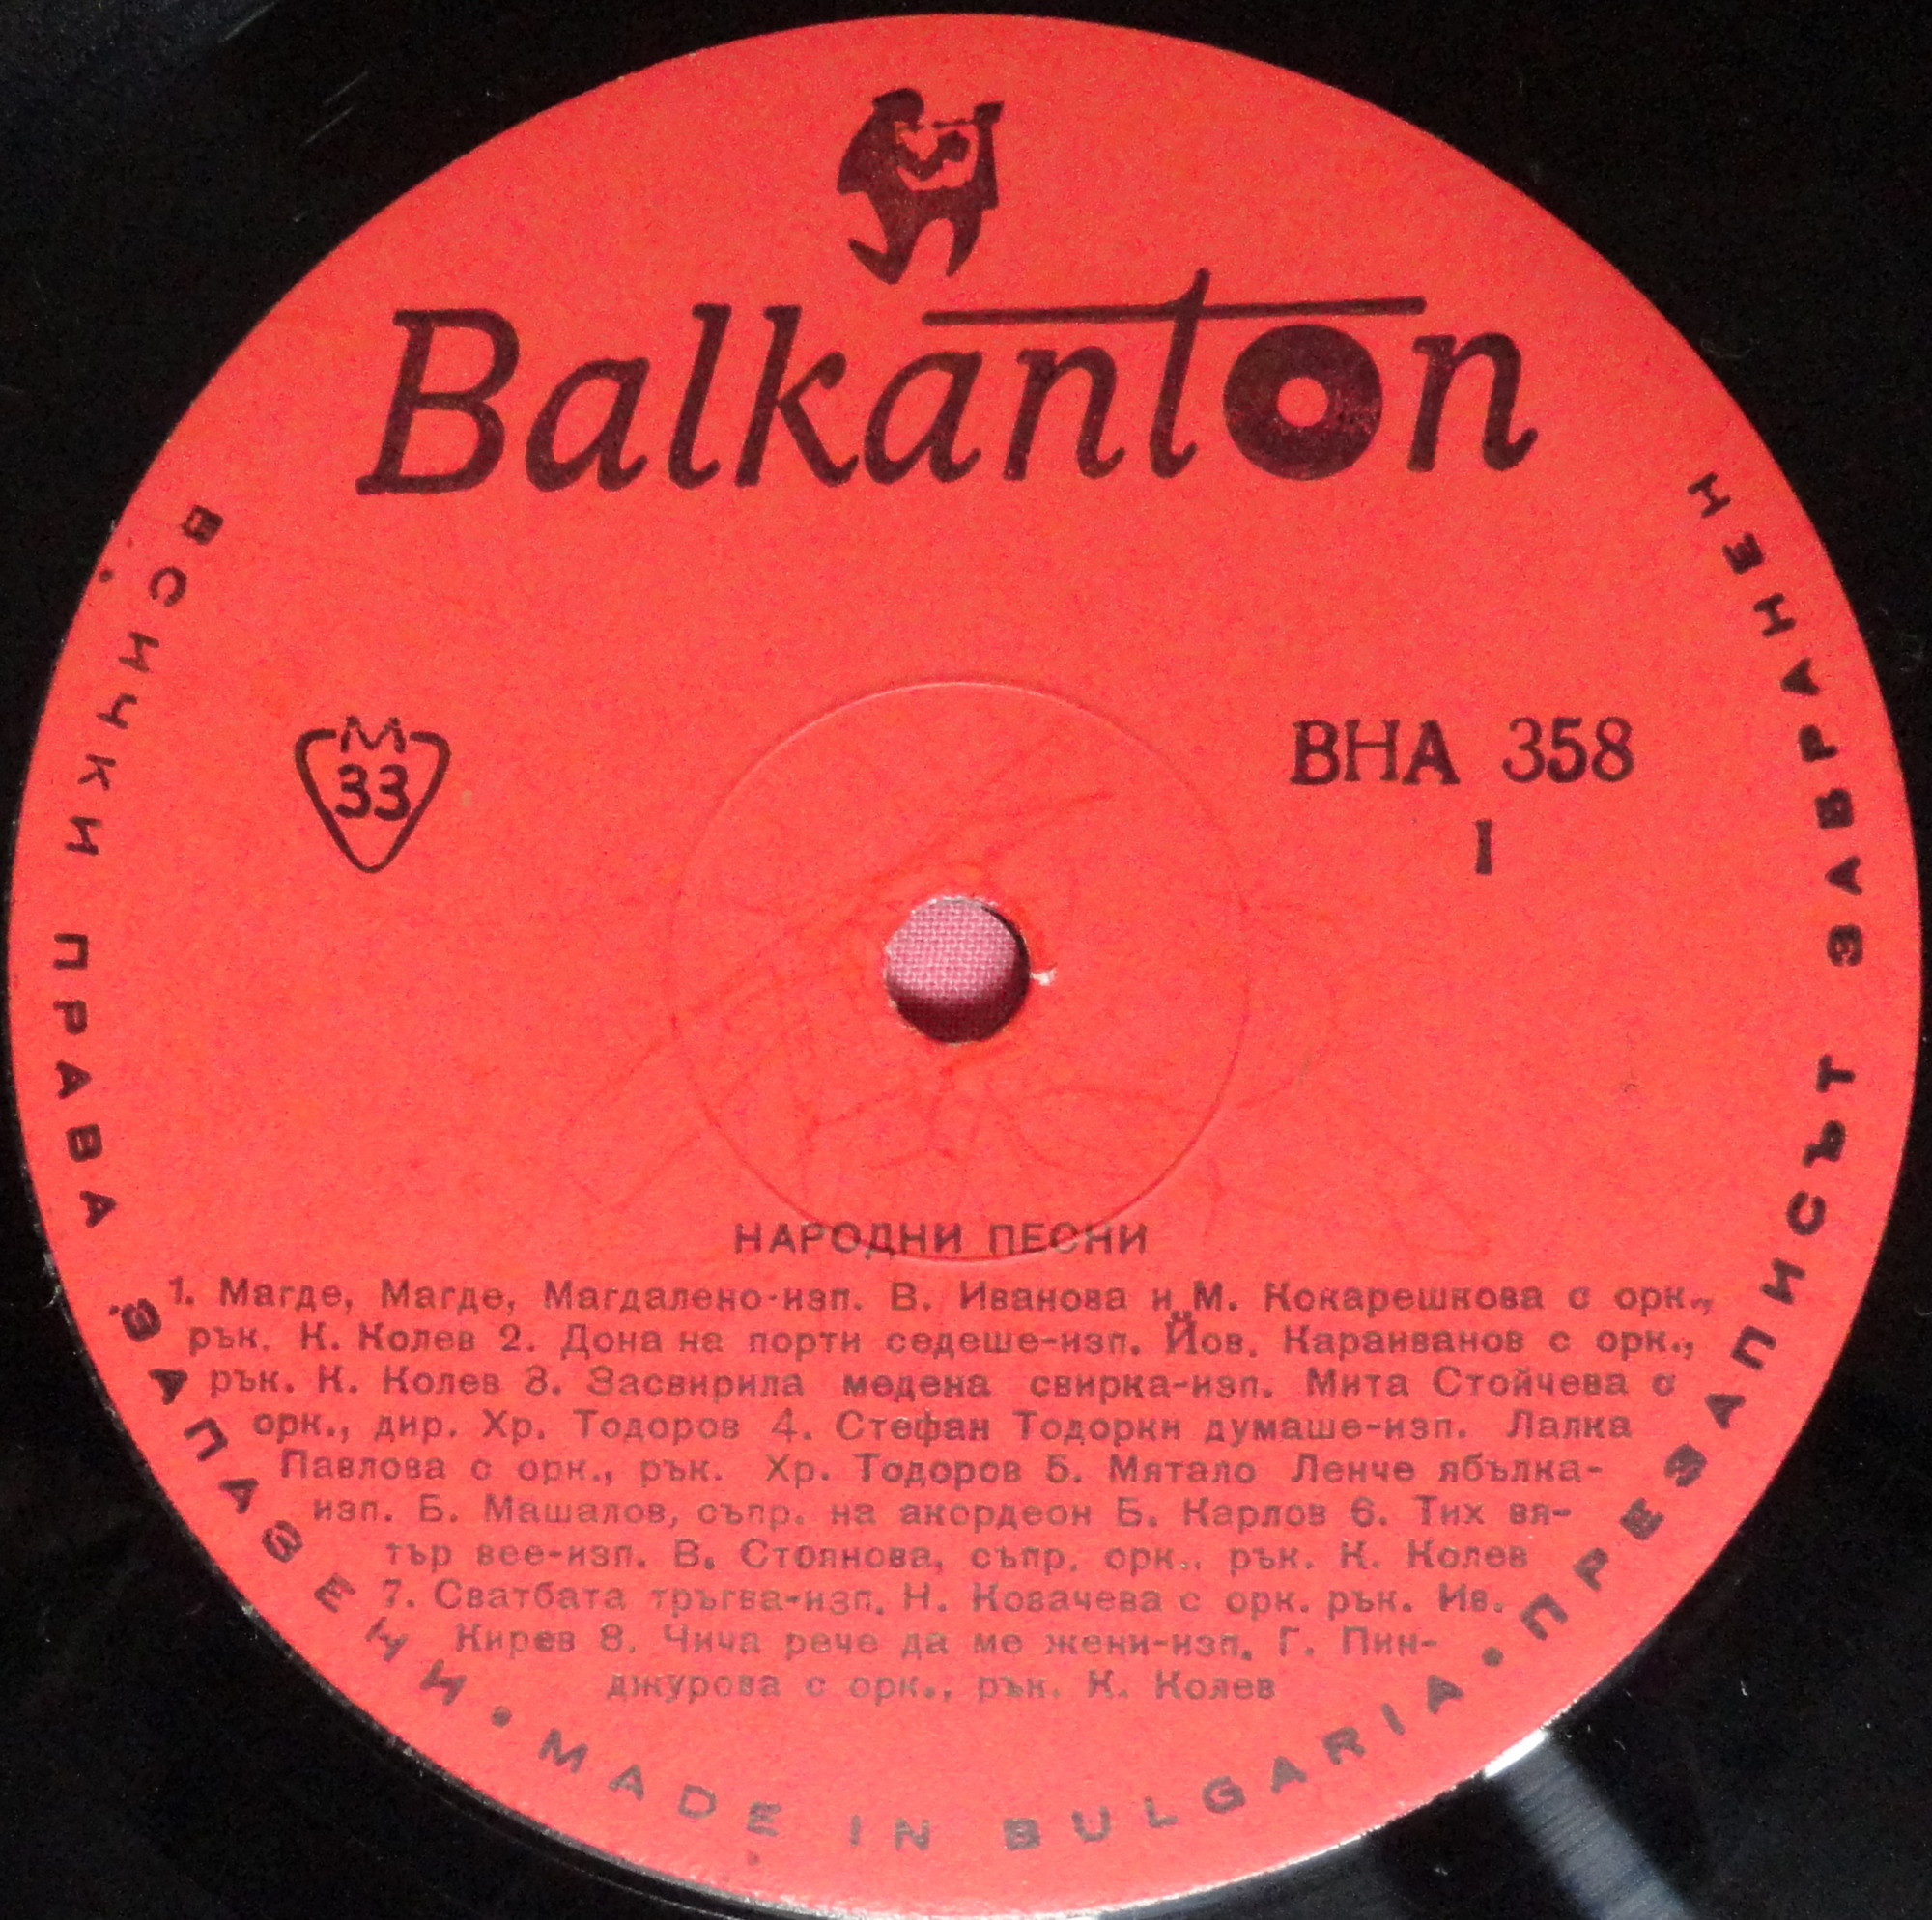 Balkanton
М
33
ВНА 358
I
НАРОДНИ ПЕСНИ
1. Магде, Магде, Магдалено-изп. В. Иванова и М. Кокарешкова с орк.,
рък. К. Колев 2. Дона на порти седеше-изп. Йов. Караиванов с орк.,
рък. К. Колев 3. Засвирила медена свирка-изп. Мита Стойчева с
орк., дир. Хр. Тодоров 4. Стефан Тодорки думаше-изп. Лалка
Павлова с орк., рък. Хр. Тодоров 5. Мятало Ленче ябълка-
изп. Б. Машалов, съпр. на акордеон Б. Карлов 6. Тих вя-
тър вее-изп. В. Стоянова, съпр. орк., рък. К. Колев
7. Сватбата тръгва-изп. Н. Ковачева с орк. рък. Ив.
Кирев 8. Чича рече да ме жени-изп. Г. Пин-
джурова с орк., рък. К. Колев
ВСИЧКИ ПРАВА ЗАПАЗЕНИ • MADE IN BULGARIA • ПРЕЗАПИСЪТ ЗАБРАНЕН